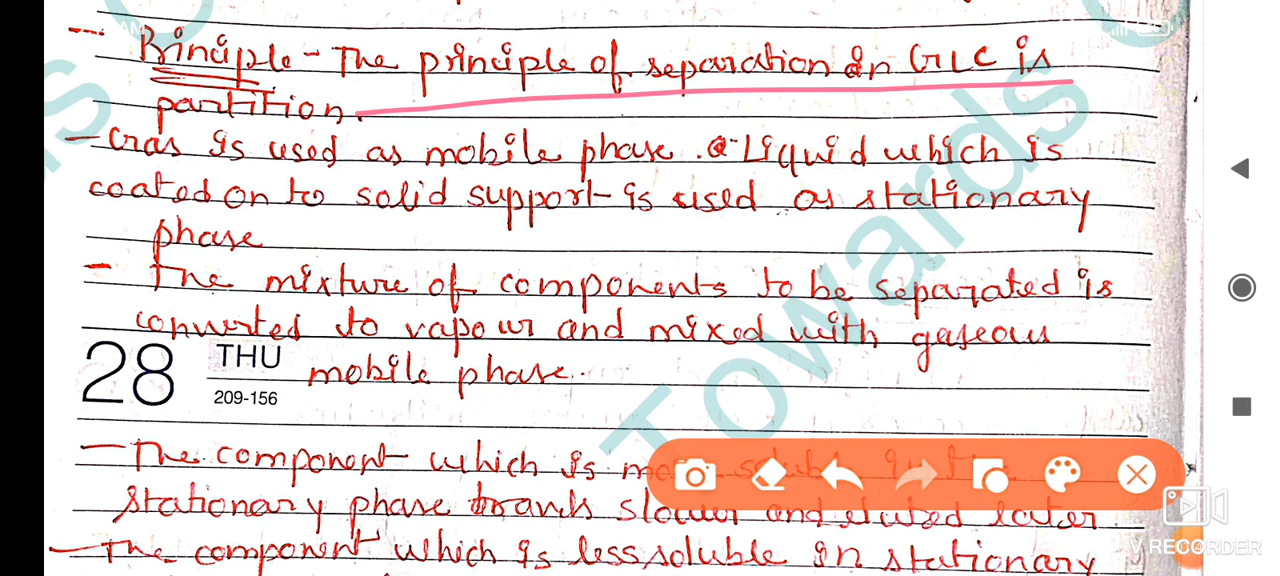 - Principle - The principle of separation in GLC is
partition.
- Gas is used as mobile phase. Liquid which is
coated on to solid support is used as stationary
phase
- The mixture of components to be separated is
converted to vapour and mixed with gaseous
28 THU mobile phase.
209-156
- The component which is
stationary phase slower and eluted later
- The component which is less soluble in stationary
Towards
V RECORDER